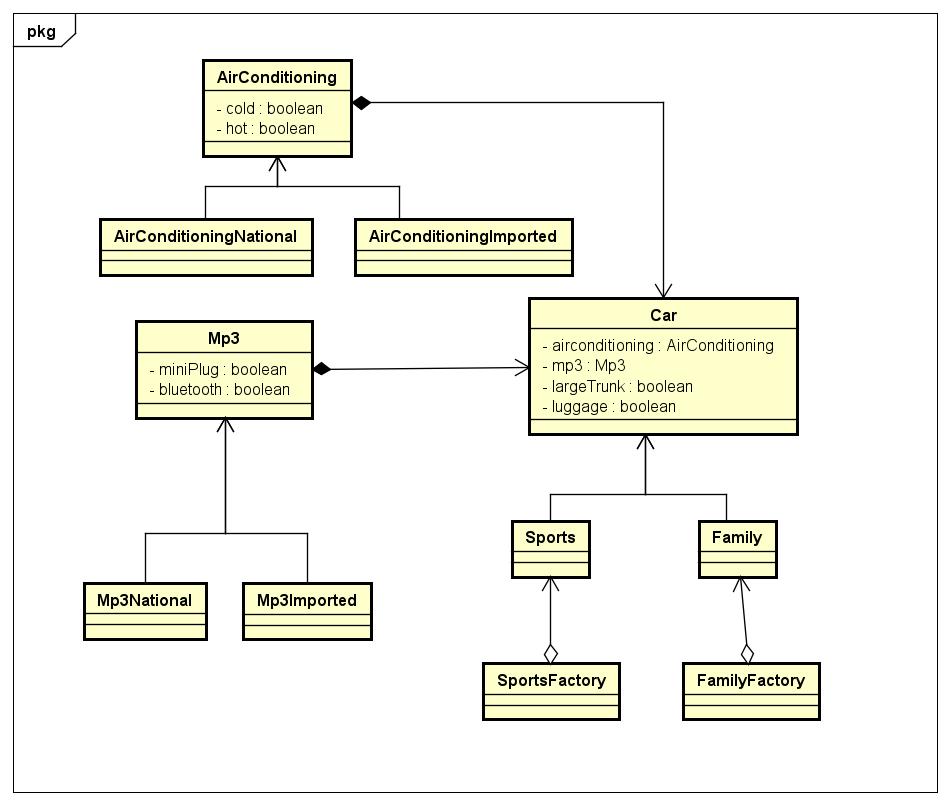 pkg
AirConditioning
- cold : boolean
- hot : boolean
AirConditioningNational
AirConditioningImported
Mp3
- miniPlug : boolean
- bluetooth : boolean
Car
- airconditioning : AirConditioning
- mp3 : Mp3
- largeTrunk : boolean
- luggage : boolean
Sports
Family
Mp3National
Mp3Imported
SportsFactory
FamilyFactory